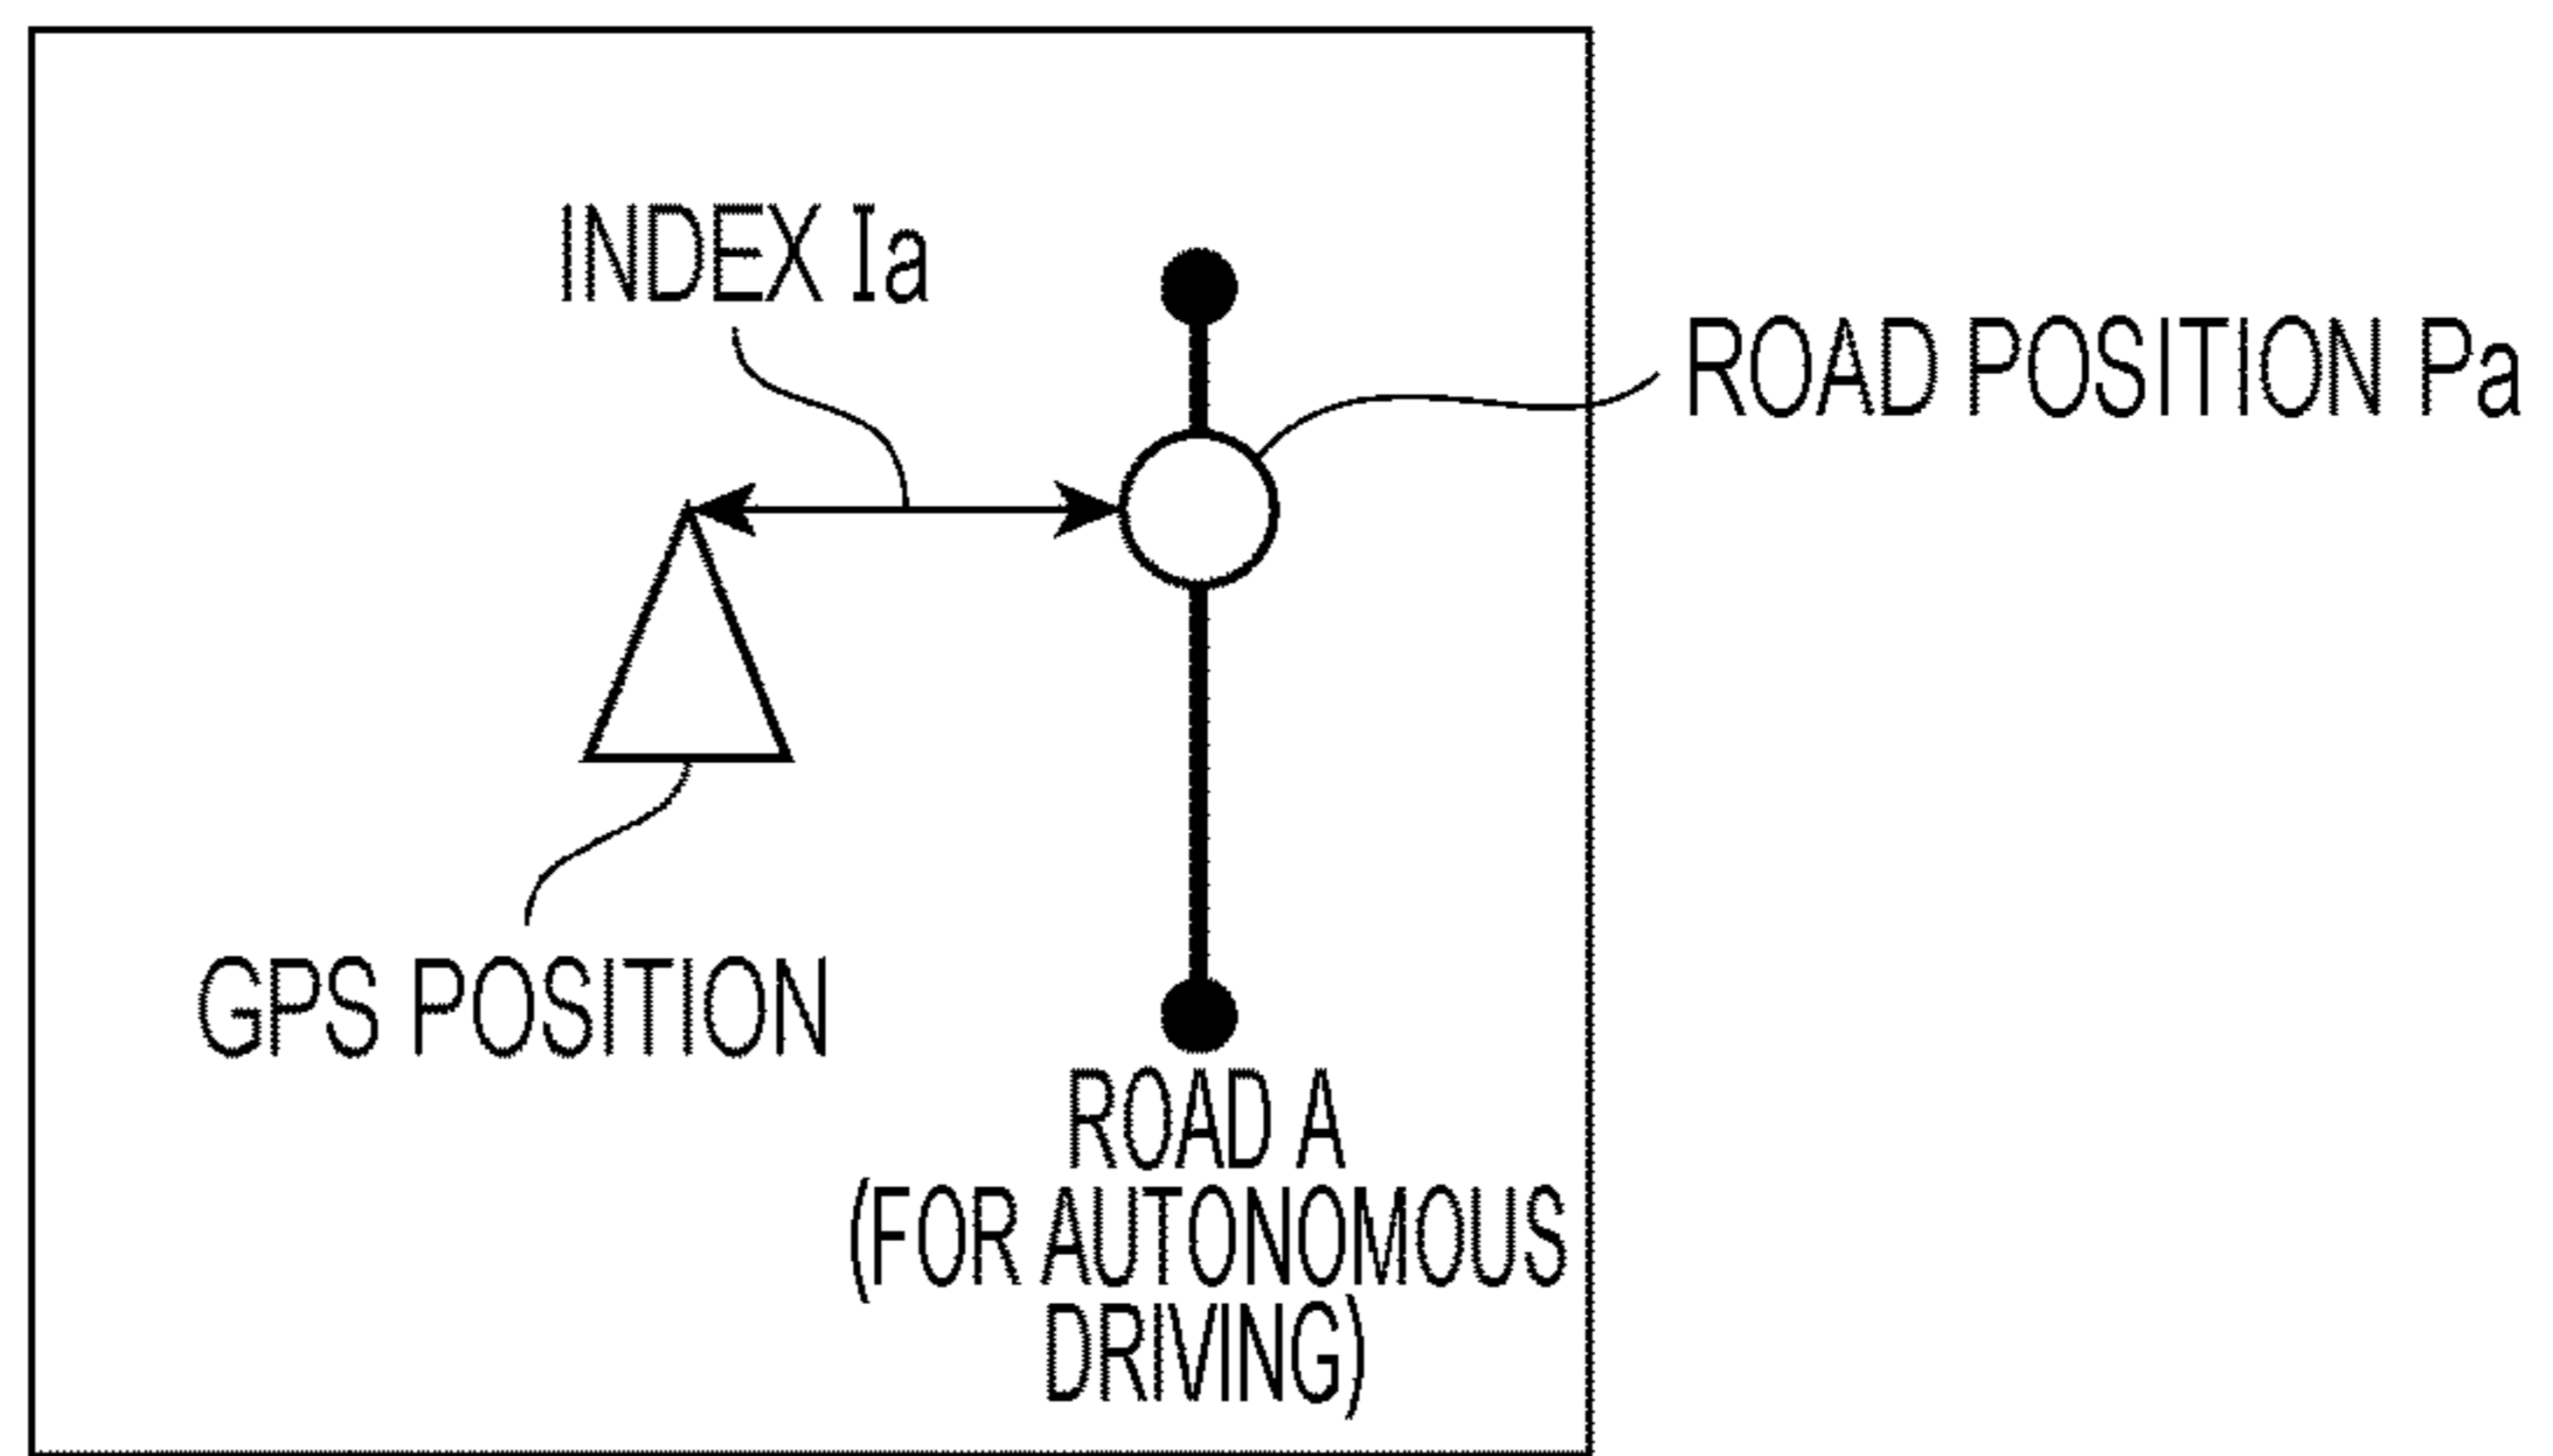 INDEX Ia
ROAD POSITION Pa
GPS POSITION
ROAD A
(FOR AUTONOMOUS
DRIVING)